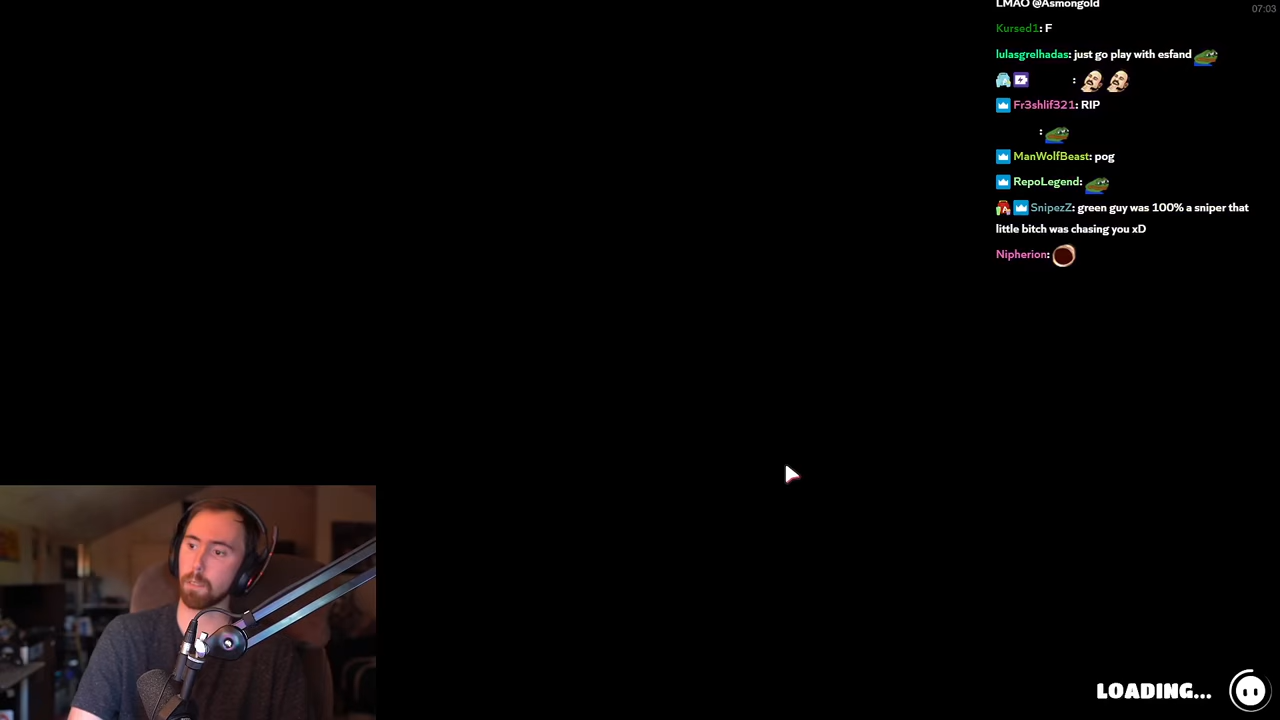 LMAO @Asmongold
07:03
Kursed1: F
lulasgrelhadas: just go play with esfand
:
Fr3shlif321: RIP
:
ManWolfBeast: pog
RepoLegend:
SnipezZ: green guy was 100% a sniper that
little bitch was chasing you xD
Nipherion:
LOADING...